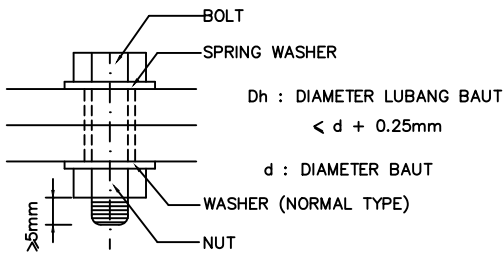 BOLT
SPRING WASHER
Dh : DIAMETER LUBANG BAUT
< d + 0.25mm
d : DIAMETER BAUT
WASHER (NORMAL TYPE)
⩾5mm
NUT